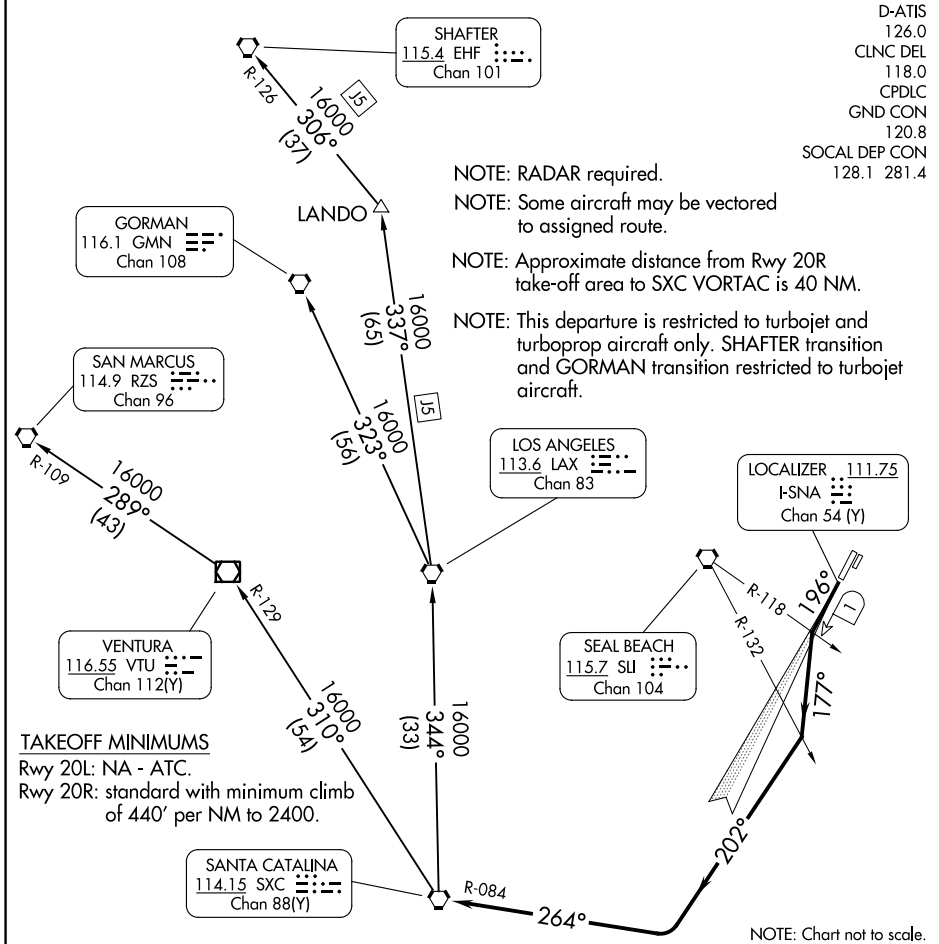 D-ATIS
126.0
CLNC DEL
118.0
CPDLC
GND CON
120.8
SOCAL DEP CON
128.1 281.4
SHAFTER
115.4 EHF
Chan 101
R-126
16000
J5
306°
(37)
LANDO
NOTE: RADAR required.
NOTE: Some aircraft may be vectored
to assigned route.
NOTE: Approximate distance from Rwy 20R
take-off area to SXC VORTAC is 40 NM.
NOTE: This departure is restricted to turbojet and
turboprop aircraft only. SHAFTER transition
and GORMAN transition restricted to turbojet
aircraft.
GORMAN
116.1 GMN
Chan 108
16000
337°
(65)
J5
16000
323°
(56)
SAN MARCUS
114.9 RZS
Chan 96
R-109
16000
289°
(43)
LOS ANGELES
113.6 LAX
Chan 83
LOCALIZER 111.75
I-SNA
Chan 54 (Y)
196°
1
R-118
R-132
177°
SEAL BEACH
115.7 SLI
Chan 104
R-129
VENTURA
116.55 VTU
Chan 112(Y)
16000
310°
(54)
16000
344°
(33)
TAKEOFF MINIMUMS
Rwy 20L: NA - ATC.
Rwy 20R: standard with minimum climb
of 440' per NM to 2400.
202°
SANTA CATALINA
114.15 SXC
Chan 88(Y)
R-084
264°
NOTE: Chart not to scale.